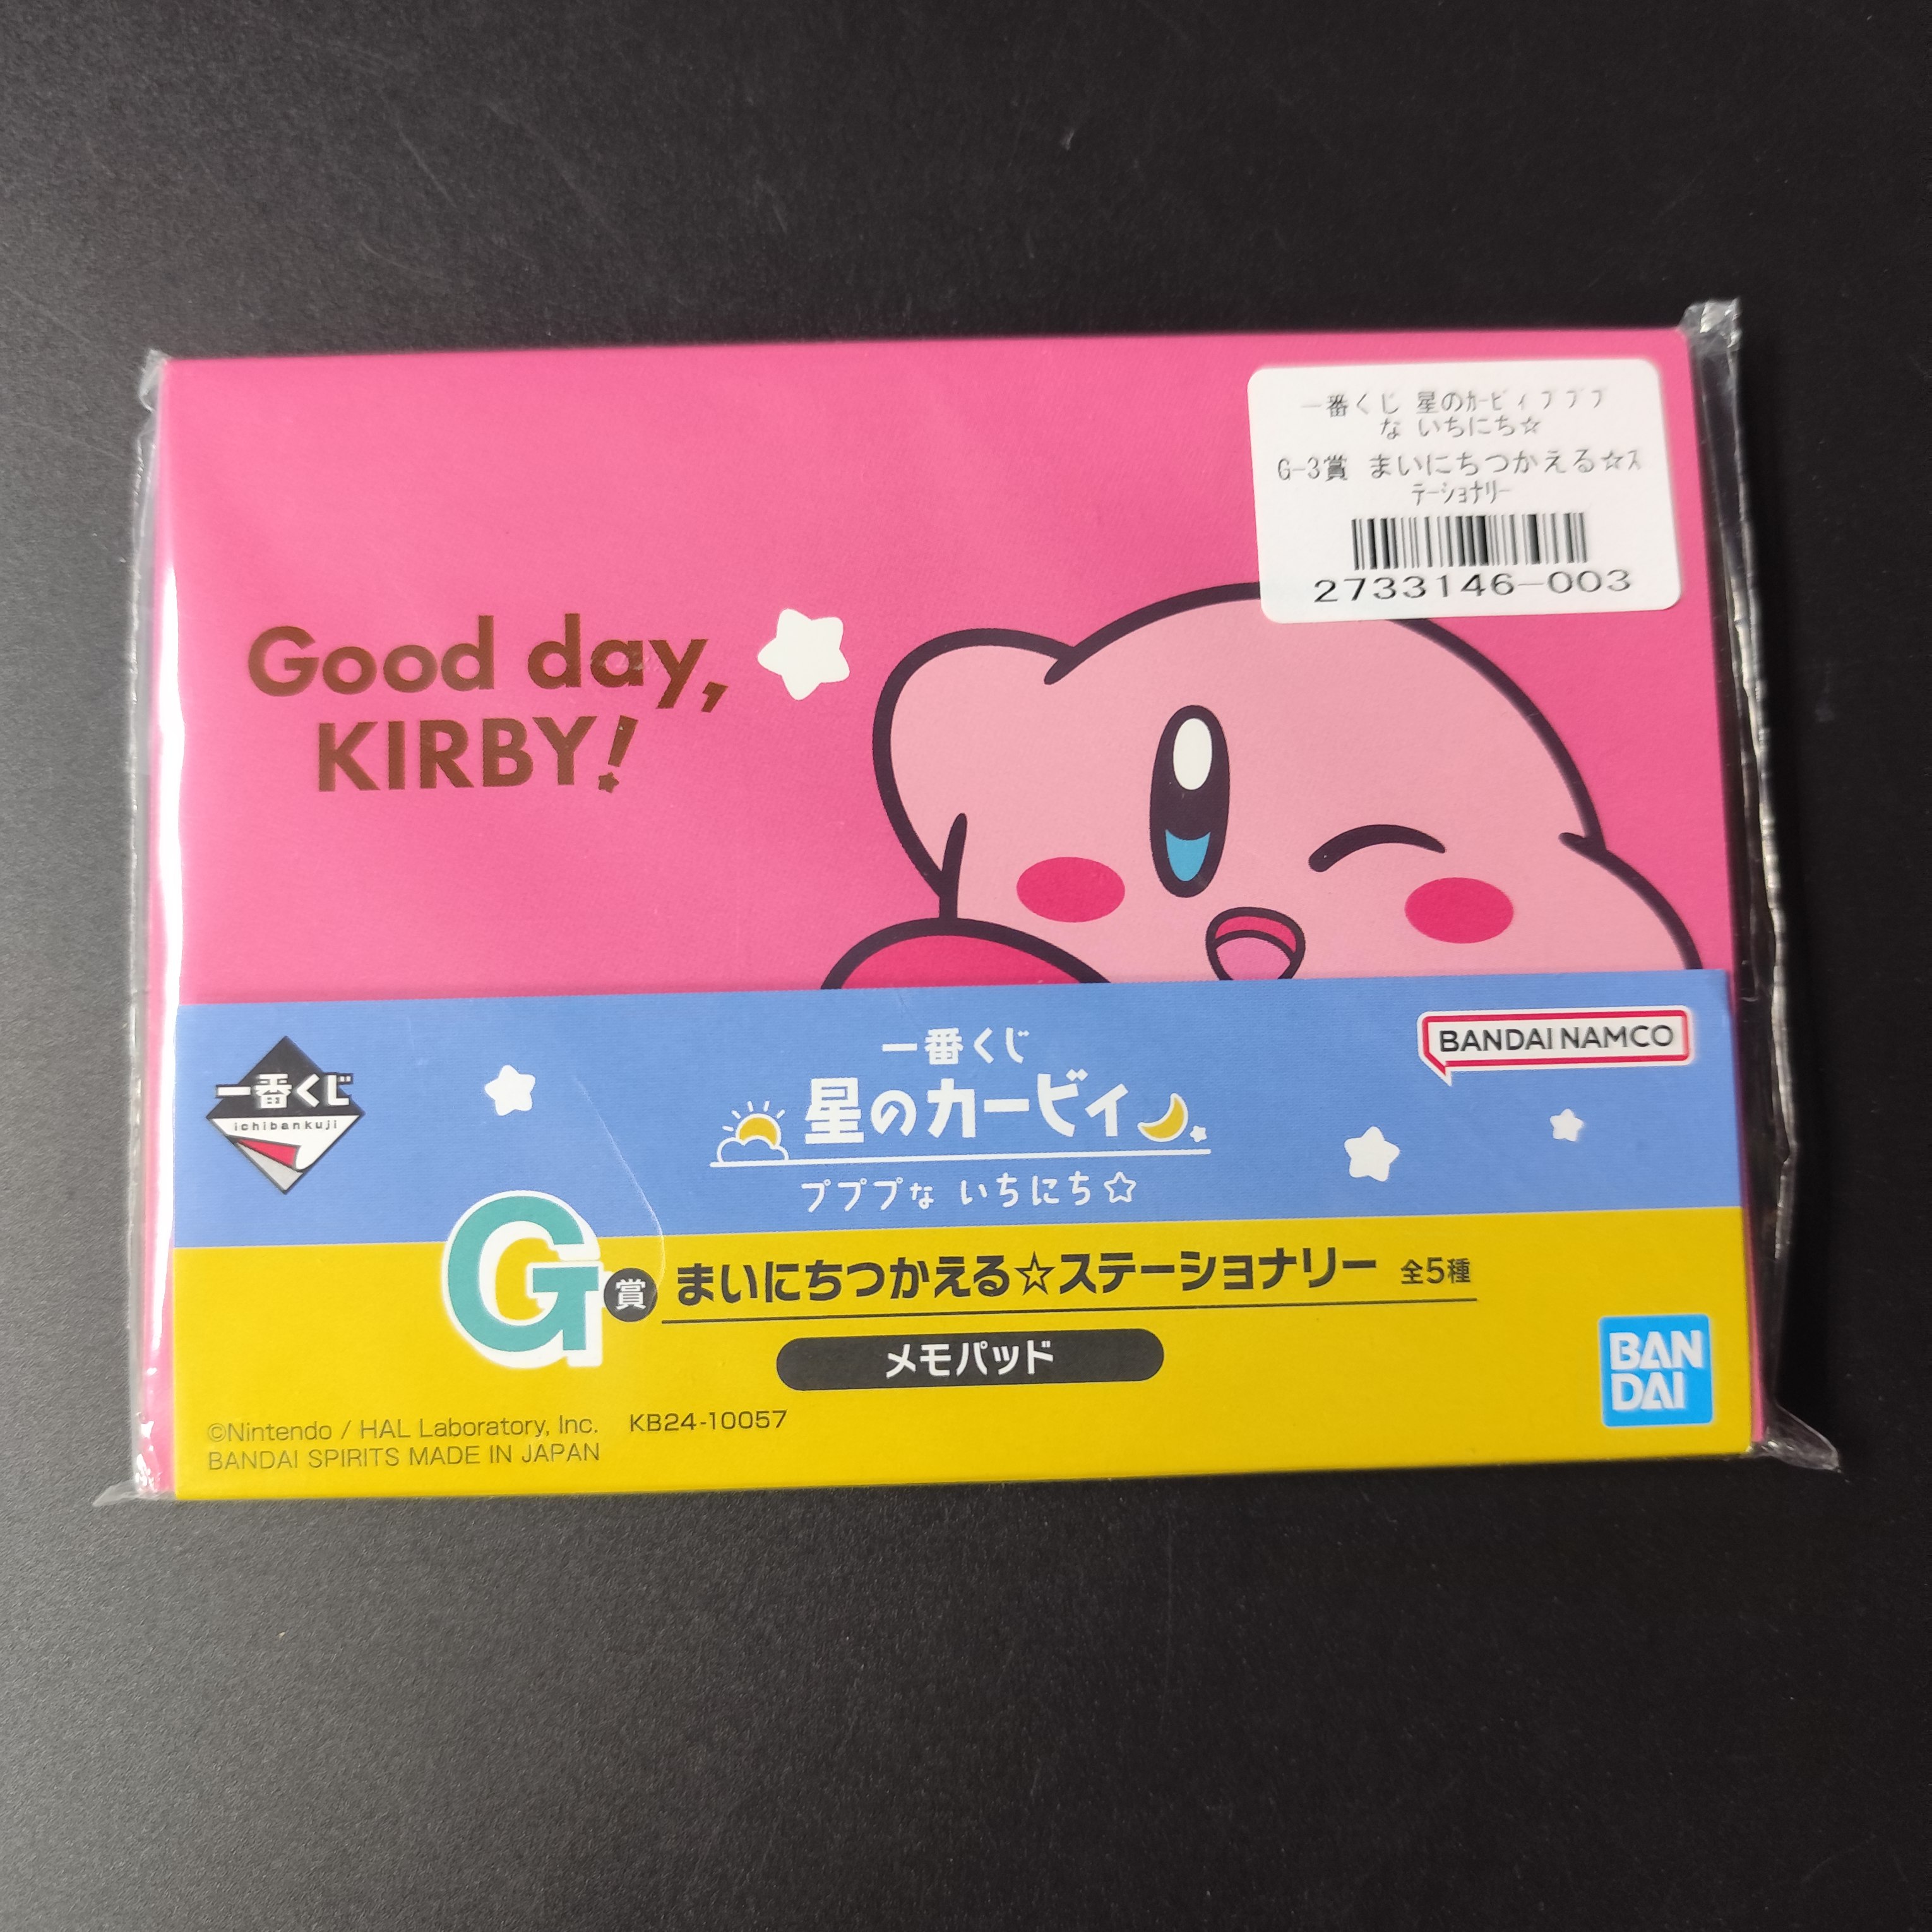 一番くじ 星のｶｰﾋﾞｨ ﾌﾟﾌﾟﾌﾟ
な いちにち☆
G-3賞 まいにちつかえる☆ｽ
ﾃｰｼｮﾅﾘｰ
2733146-003
Good day,
KIRBY!
一番くじ
ichibankuji
一番くじ
星のカービィ
プププな いちにち☆
BANDAI NAMCO
G賞 まいにちつかえる☆ステーショナリー 全5種
メモパッド
BAN
DAI
©Nintendo / HAL Laboratory, Inc. KB24-10057
BANDAI SPIRITS MADE IN JAPAN